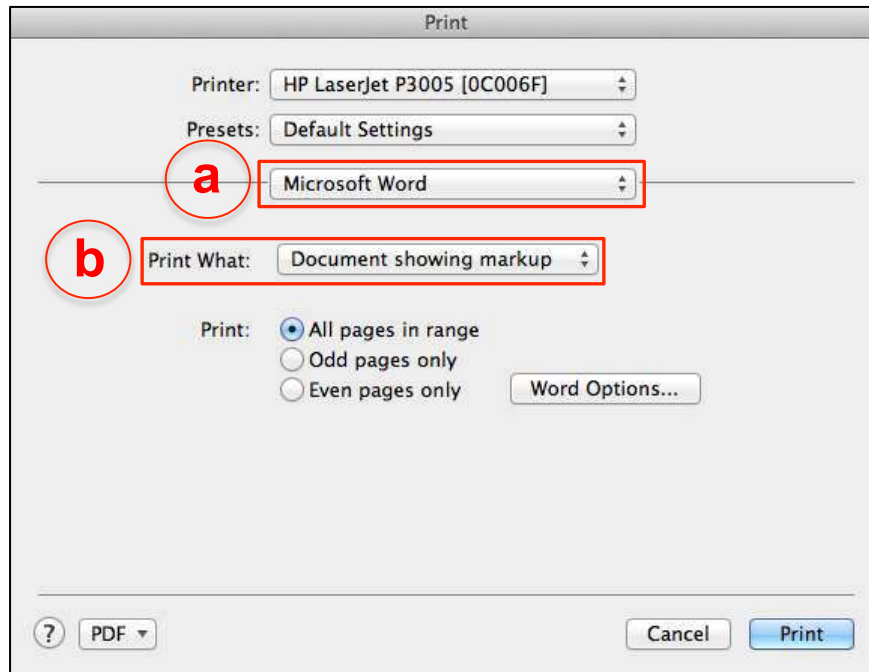 Print
Printer: HP LaserJet P3005 [0C006F]
Presets: Default Settings
a Microsoft Word
b Print What: Document showing markup
Print: All pages in range
Odd pages only
Even pages only Word Options...
? PDF Cancel Print